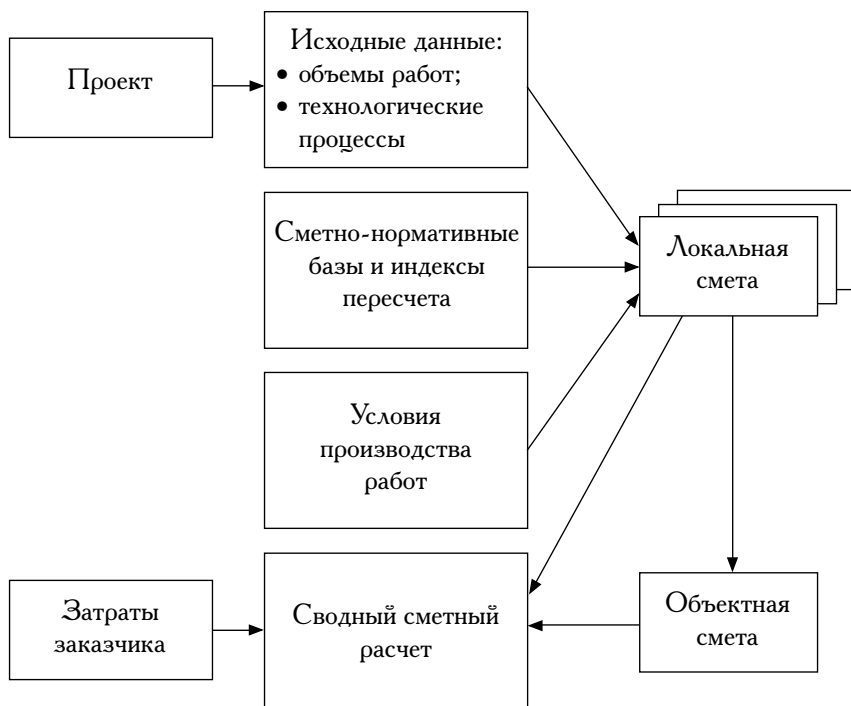 Проект
Исходные данные:
• объемы работ;
• технологические
процессы
Сметно-нормативные
базы и индексы
пересчета
Локальная
смета
Условия
производства
работ
Затраты
заказчика
Сводный сметный
расчет
Объектная
смета